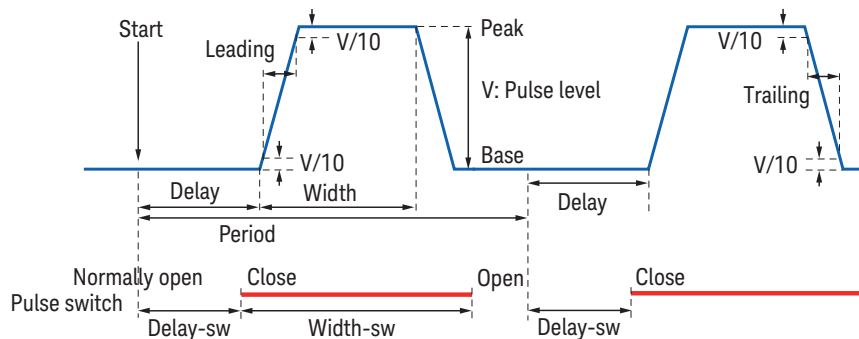 Start
Leading
V/10
Peak
V/10
V: Pulse level
Trailing
V/10
Base
V/10
Delay
Width
Delay
Period
Normally open
Close
Open
Close
Pulse switch
Delay-sw
Width-sw
Delay-sw